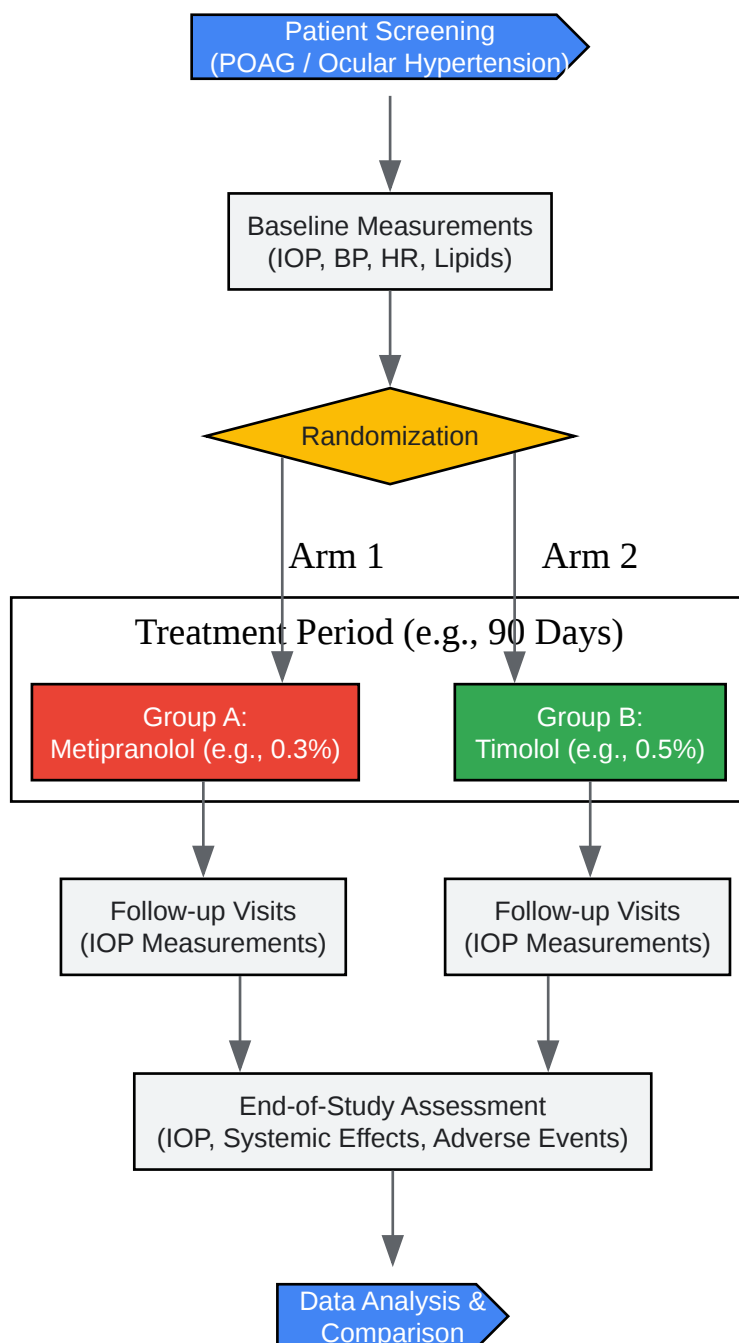 Patient Screening
(POAG / Ocular Hypertension)
Baseline Measurements
(IOP, BP, HR, Lipids)
Randomization
Arm 1
Arm 2
Treatment Period (e.g., 90 Days)
Group A:
Metipranolol (e.g., 0.3%)
Group B:
Timolol (e.g., 0.5%)
Follow-up Visits
(IOP Measurements)
Follow-up Visits
(IOP Measurements)
End-of-Study Assessment
(IOP, Systemic Effects, Adverse Events)
Data Analysis &
Comparison